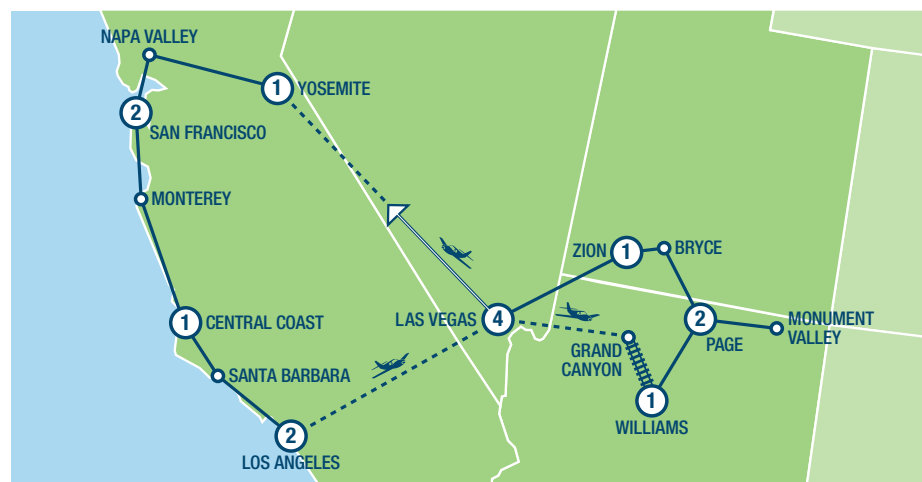 NAPA VALLEY
1
YOSEMITE
2
SAN FRANCISCO
MONTEREY
ZION
1
BRYCE
1
CENTRAL COAST
LAS VEGAS
4
2
MONUMENT
VALLEY
PAGE
GRAND
CANYON
SANTA BARBARA
1
WILLIAMS
2
LOS ANGELES